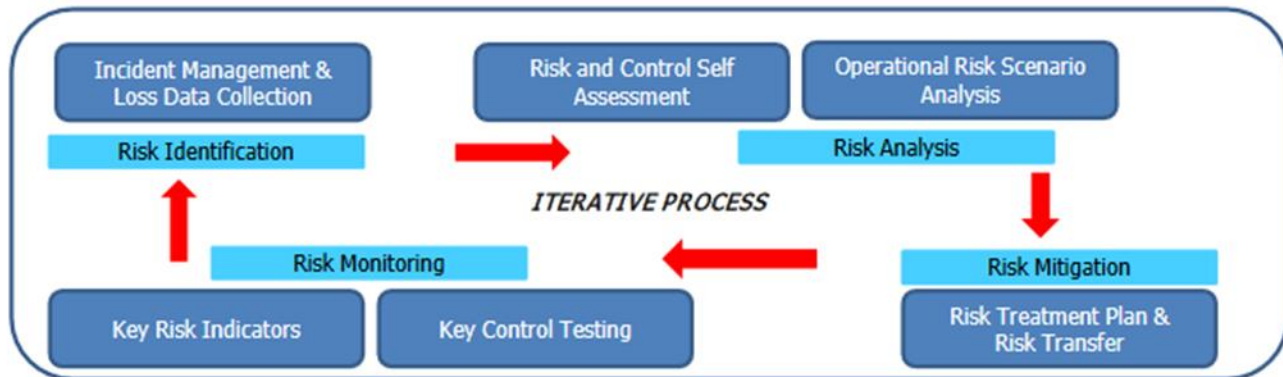 Incident Management &
Loss Data Collection
Risk and Control Self
Assessment
Operational Risk Scenario
Analysis
Risk Identification
Risk Analysis
ITERATIVE PROCESS
Risk Monitoring
Risk Mitigation
Key Risk Indicators
Key Control Testing
Risk Treatment Plan &
Risk Transfer